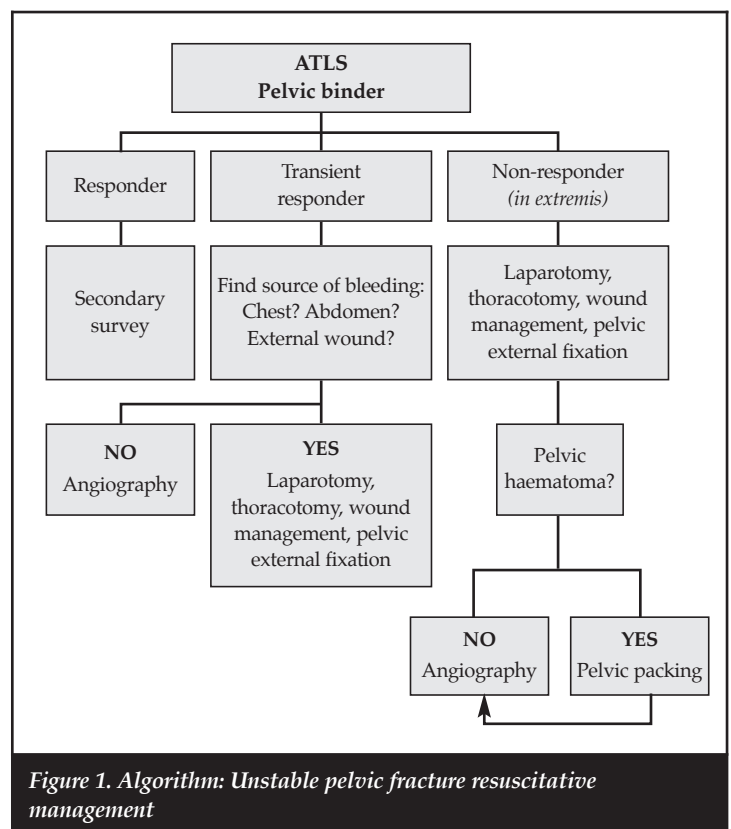 ATLS
Pelvic binder
Responder
Transient
responder
Non-responder
(in extremis)
Secondary
survey
Find source of bleeding:
Chest? Abdomen?
External wound?
Laparotomy,
thoracotomy, wound
management, pelvic
external fixation
NO
Angiography
YES
Laparotomy,
thoracotomy, wound
management, pelvic
external fixation
Pelvic
haematoma?
NO
Angiography
YES
Pelvic packing
Figure 1. Algorithm: Unstable pelvic fracture resuscitative
management